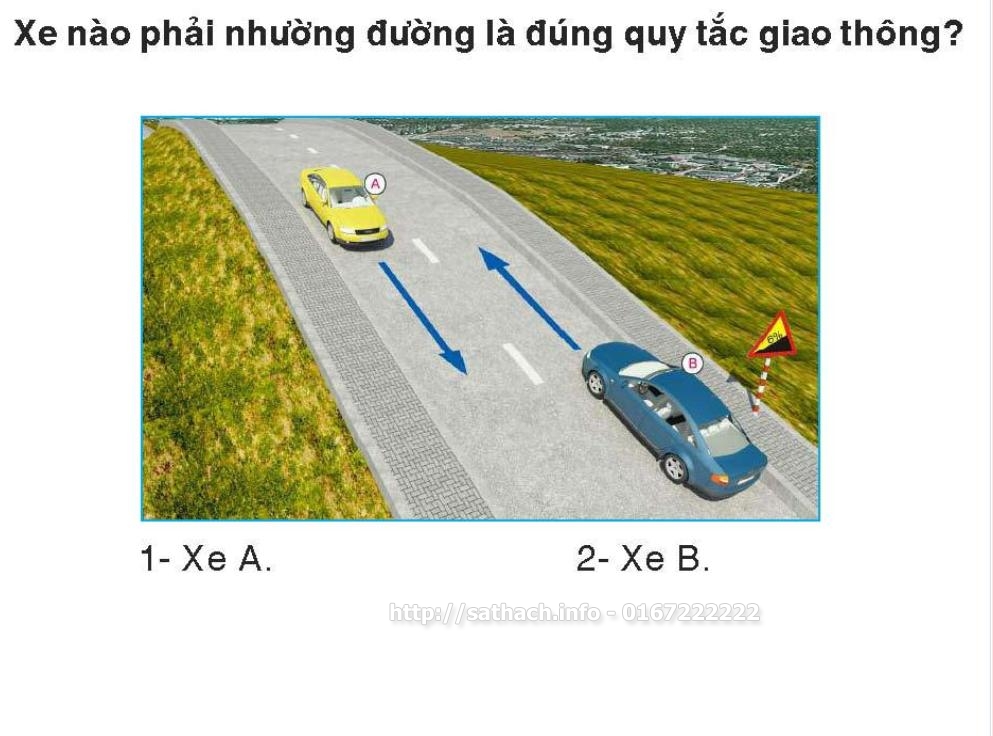 Xe nào phải nhường đường là đúng quy tắc giao thông?
A
B
6%
1- Xe A.
2- Xe B.
http://sathach.info - 0167222222